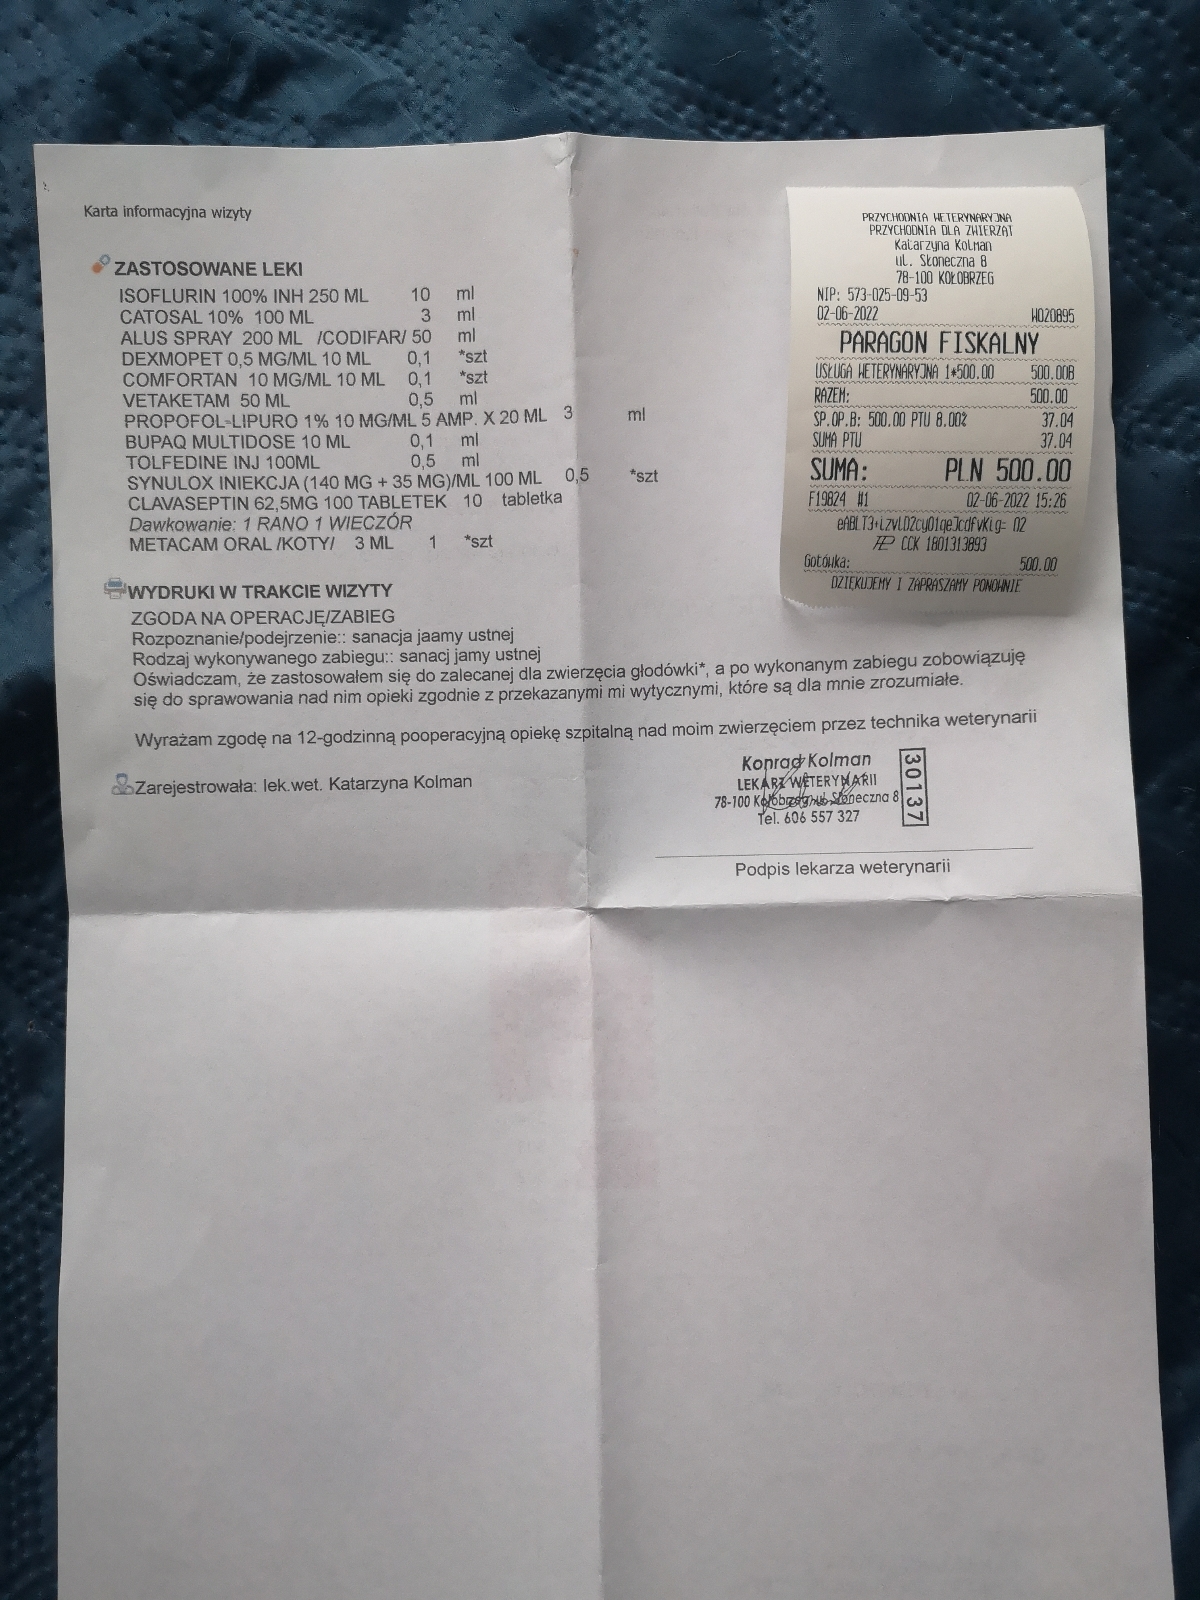 Karta informacyjna wizyty
ZASTOSOWANE LEKI
ISOFLURIN 100% INH 250 ML 10 ml
CATOSAL 10% 100 ML 3 ml
ALUS SPRAY 200 ML /CODIFAR/ 50 ml
DEXMOPET 0,5 MG/ML 10 ML 0,1 *szt
COMFORTAN 10 MG/ML 10 ML 0,1 *szt
VETAKETAM 50 ML 0,5 ml
PROPOFOL-LIPURO 1% 10 MG/ML 5 AMP. X 20 ML 3 ml
BUPAQ MULTIDOSE 10 ML 0,1 ml
TOLFEDINE INJ 100ML 0,5 ml
SYNULOX INIEKCJA (140 MG + 35 MG)/ML 100 ML 0,5 *szt
CLAVASEPTIN 62,5MG 100 TABLETEK 10 tabletka
Dawkowanie: 1 RANO 1 WIECZÓR
METACAM ORAL /KOTY/ 3 ML 1 *szt
WYDRUKI W TRAKCIE WIZYTY
ZGODA NA OPERACJĘ/ZABIEG
Rozpoznanie/podejrzenie:: sanacja jaamy ustnej
Rodzaj wykonywanego zabiegu:: sanacj jamy ustnej
Oświadczam, że zastosowałem się do zalecanej dla zwierzęcia głodówki*, a po wykonanym zabiegu zobowiązuję
się do sprawowania nad nim opieki zgodnie z przekazanymi mi wytycznymi, które są dla mnie zrozumiałe.
Wyrażam zgodę na 12-godzinną pooperacyjną opiekę szpitalną nad moim zwierzęciem przez technika weterynarii
Zarejestrowała: lek.wet. Katarzyna Kolman
Konrad Kolman
LEKARZ WETERYNARII
78-100 Kołobrzeg, ul. Słoneczna 8
Tel. 606 557 327
30137
Podpis lekarza weterynarii
PRZYCHODNIA WETERYNARYJNA
PRZYCHODNIA DLA ZWIERZĄT
Katarzyna Kolman
ul. Słoneczna 8
78-100 KOŁOBRZEG
NIP: 573-025-09-53
02-06-2022 W020895
PARAGON FISKALNY
USŁUGA WETERYNARYJNA 1*500.00 500.00B
RAZEM: 500.00
SP.OP.B: 500.00 PTU 8.00% 37.04
SUMA PTU 37.04
SUMA: PLN 500.00
F19824 #1 02-06-2022 15:26
CCK 1801313893
Gotówka: 500.00
DZIĘKUJEMY I ZAPRASZAMY PONOWNIE